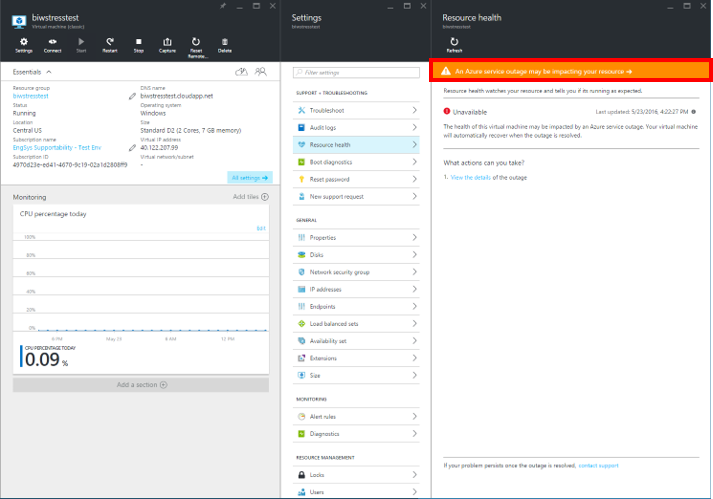 biwstresstest
Virtual machine (classic)
Settings
Connect
Start
Restart
Stop
Capture
Reset
Remote...
Delete
Essentials
Resource group
biwstresstest
Status
Running
Location
Central US
Subscription name
EngSys Supportability - Test Env
Subscription ID
DNS name
biwstresstest.cloudapp.net
Operating system
Windows
Size
Standard D2 (2 Cores, 7 GB memory)
Virtual IP address
40.122.207.99
Virtual network/subnet
-
All settings →
Monitoring
Add tiles
CPU percentage today
Edit
100%
80%
60%
40%
20%
0%
6 PM
May 23
6 AM
12 PM
CPU PERCENTAGE TODAY
0.09 %
Add a section
Settings
biwstresstest
Filter settings
SUPPORT + TROUBLESHOOTING
Troubleshoot
Audit logs
Resource health
Boot diagnostics
Reset password
New support request
GENERAL
Properties
Disks
Network security group
IP addresses
Endpoints
Load balanced sets
Availability set
Extensions
Size
MONITORING
Alert rules
Diagnostics
RESOURCE MANAGEMENT
Locks
Users
Resource health
biwstresstest
Refresh
An Azure service outage may be impacting your resource →
Resource health watches your resource and tells you if its running as expected.
Unavailable
Last updated: 5/23/2016, 4:22:27 PM
The health of this virtual machine may be impacted by an Azure service outage. Your virtual machine
will automatically recover when the outage is resolved.
What actions can you take?
1. View the details of the outage
If your problem persists once the outage is resolved, contact support